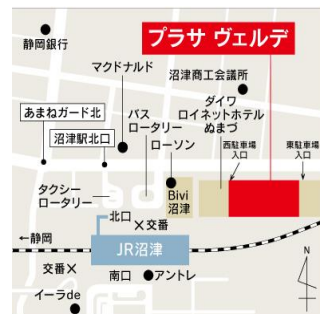 プラサ ヴェルデ
静岡銀行
マクドナルド
沼津商工会議所
あまねガード北
沼津駅北口
バス
ロータリー
ダイワ
ロイネットホテル
ぬまづ
ローソン
西駐車場
入口
東駐車場
入口
タクシー
ロータリー
Bivi
沼津
北口
×交番
←静岡
JR沼津
交番×
南口
アントレ
イーラde
N